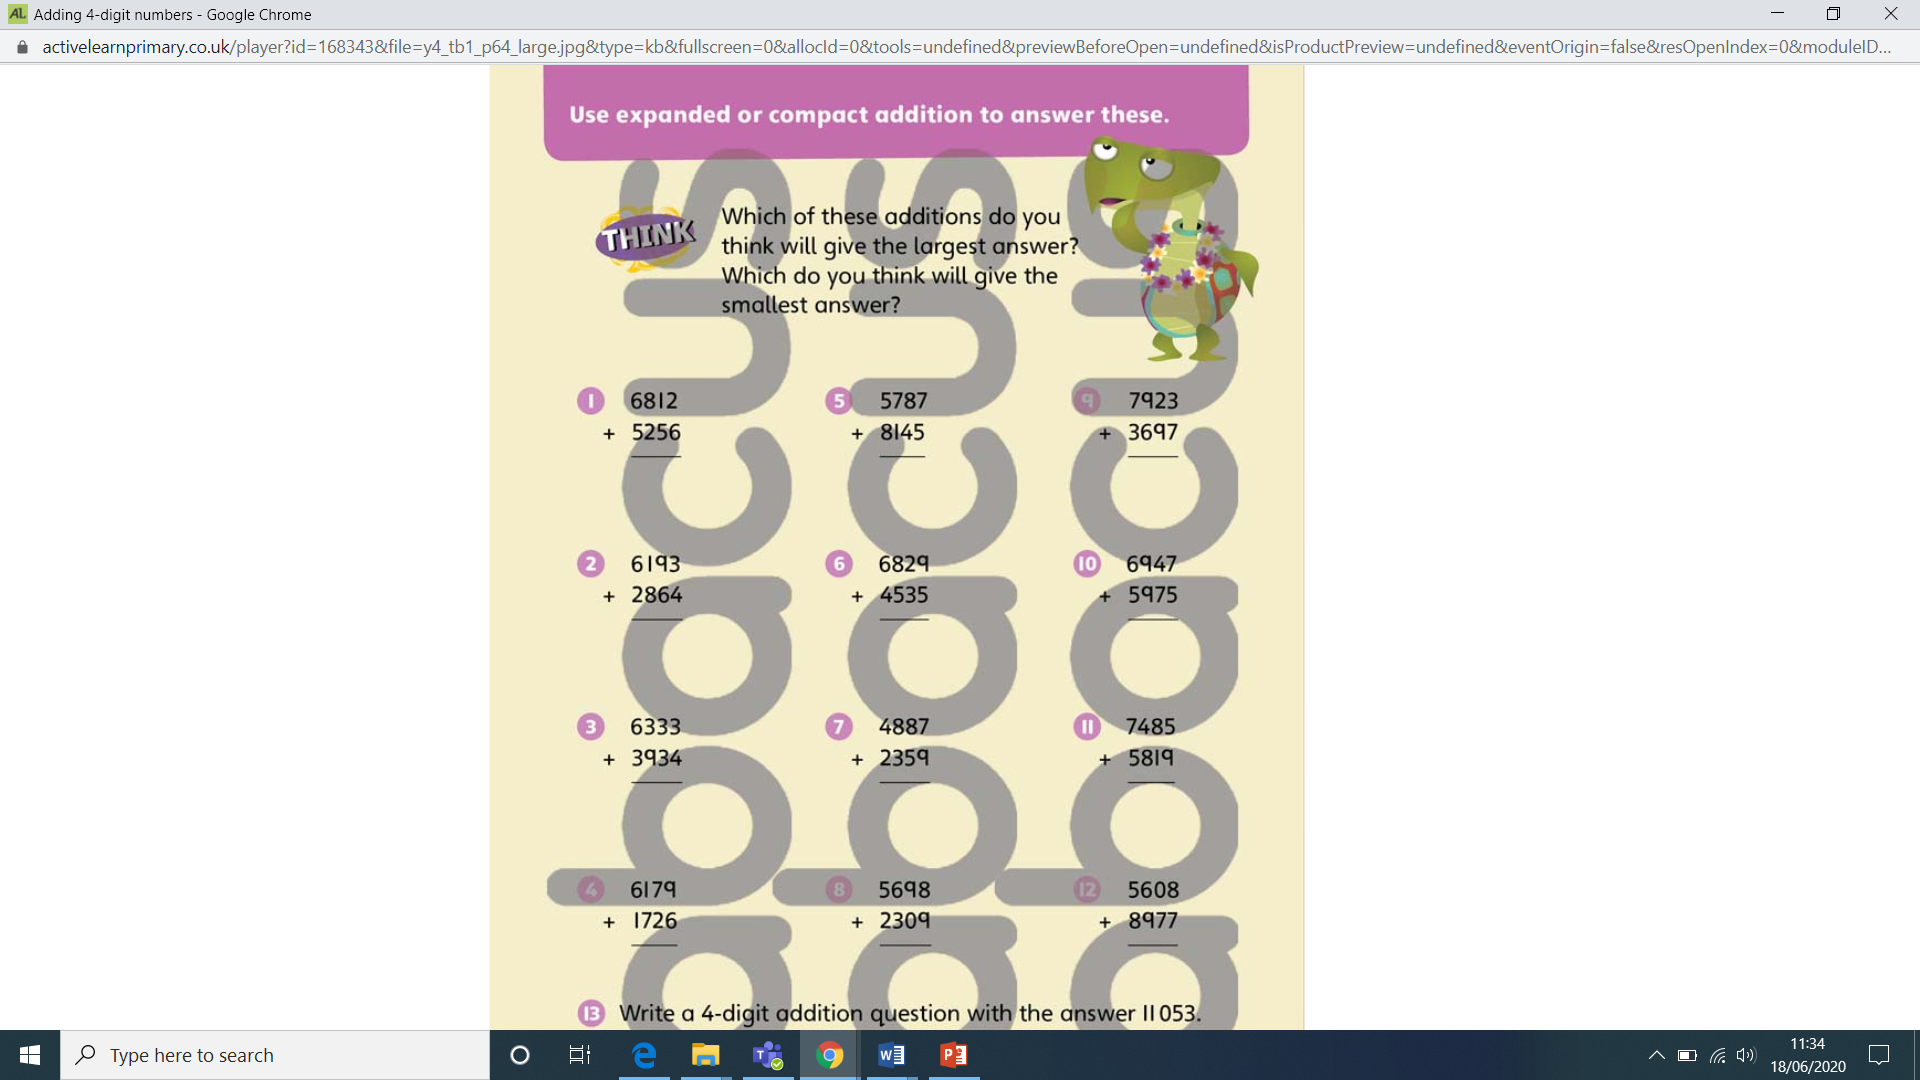 Adding 4-digit numbers - Google Chrome
activelearnprimary.co.uk/player?id=168343&file=y4_tb1_p64_large.jpg&type=kb&fullscreen=0&allocId=0&tools=undefined&previewBeforeOpen=undefined&isProductPreview=undefined&eventOrigin=false&resOpenIndex=0&moduleID...
Use expanded or compact addition to answer these.
THINK
Which of these additions do you
think will give the largest answer?
Which do you think will give the
smallest answer?
1 6812
+ 5256
2 6193
+ 2864
3 6333
+ 3934
4 6179
+ 1726
5 5787
+ 8145
6 6829
+ 4535
7 4887
+ 2359
8 5698
+ 2309
9 7923
+ 3697
10 6947
+ 5975
11 7485
+ 5819
12 5608
+ 8977
13 Write a 4-digit addition question with the answer 11 053.
Type here to search
11:34
18/06/2020